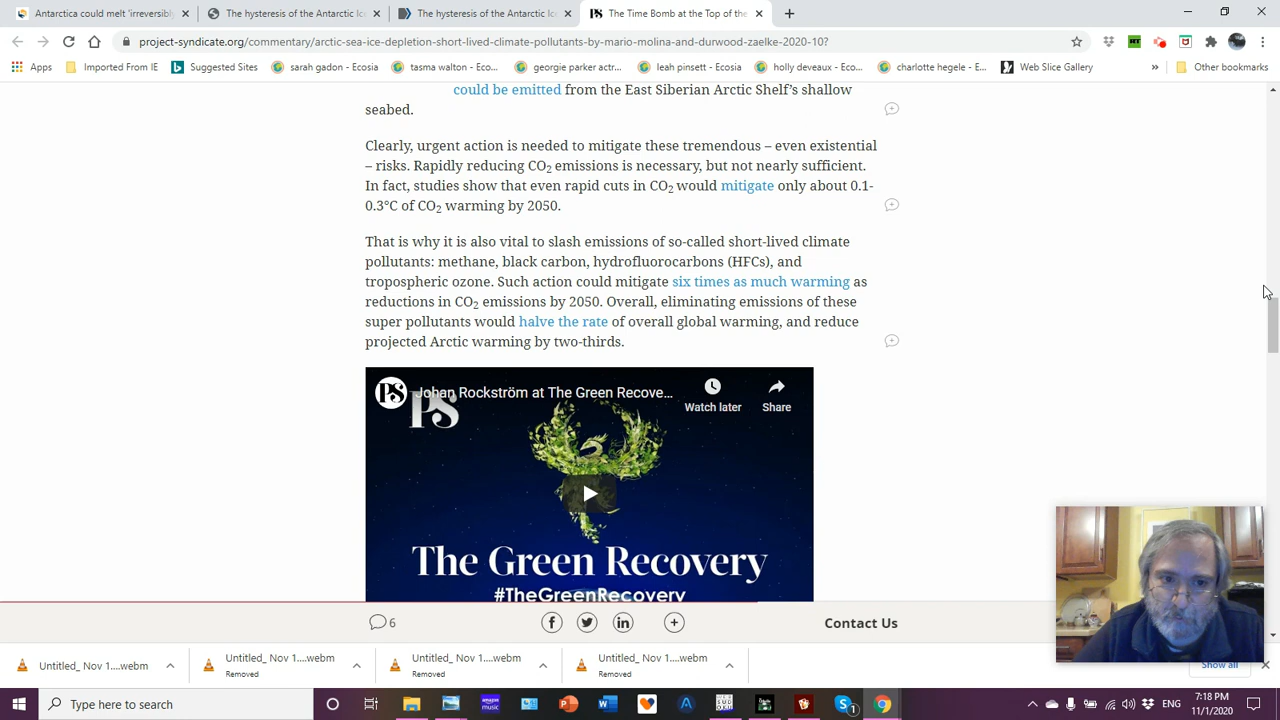 Antarctica could melt 'irreversibly
The hysteresis of the Antarctic Ice
The hysteresis of the Antarctic Ice
PS The Time Bomb at the Top of the
project-syndicate.org/commentary/arctic-sea-ice-depletion-short-lived-climate-pollutants-by-mario-molina-and-durwood-zaelke-2020-10?
Apps Imported From IE Suggested Sites sarah gadon - Ecosia tasma walton - Eco... georgie parker actr... leah pinsett - Ecosia holly deveaux - Eco... charlotte hegele - E... Web Slice Gallery » Other bookmarks
could be emitted from the East Siberian Arctic Shelf's shallow
seabed.
Clearly, urgent action is needed to mitigate these tremendous – even existential
– risks. Rapidly reducing CO2 emissions is necessary, but not nearly sufficient.
In fact, studies show that even rapid cuts in CO2 would mitigate only about 0.1-
0.3°C of CO2 warming by 2050.
That is why it is also vital to slash emissions of so-called short-lived climate
pollutants: methane, black carbon, hydrofluorocarbons (HFCs), and
tropospheric ozone. Such action could mitigate six times as much warming as
reductions in CO2 emissions by 2050. Overall, eliminating emissions of these
super pollutants would halve the rate of overall global warming, and reduce
projected Arctic warming by two-thirds.
PS Johan Rockström at The Green Recove...
Watch later Share
PS
The Green Recovery
#TheGreenRecovery
6
Contact Us
Untitled_ Nov 1....webm
Untitled_ Nov 1....webm
Removed
Untitled_ Nov 1....webm
Removed
Untitled_ Nov 1....webm
Removed
Show all
Type here to search
ENG
7:18 PM
11/1/2020